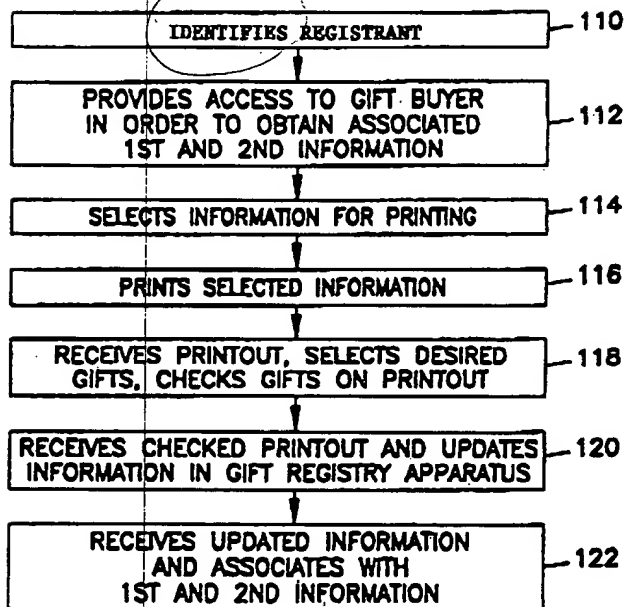 IDENTIFIES REGISTRANT
110
PROVIDES ACCESS TO GIFT BUYER
IN ORDER TO OBTAIN ASSOCIATED
1ST AND 2ND INFORMATION
112
SELECTS INFORMATION FOR PRINTING
114
PRINTS SELECTED INFORMATION
116
RECEIVES PRINTOUT, SELECTS DESIRED
GIFTS, CHECKS GIFTS ON PRINTOUT
118
RECEIVES CHECKED PRINTOUT AND UPDATES
INFORMATION IN GIFT REGISTRY APPARATUS
120
RECEIVES UPDATED INFORMATION
AND ASSOCIATES WITH
1ST AND 2ND INFORMATION
122